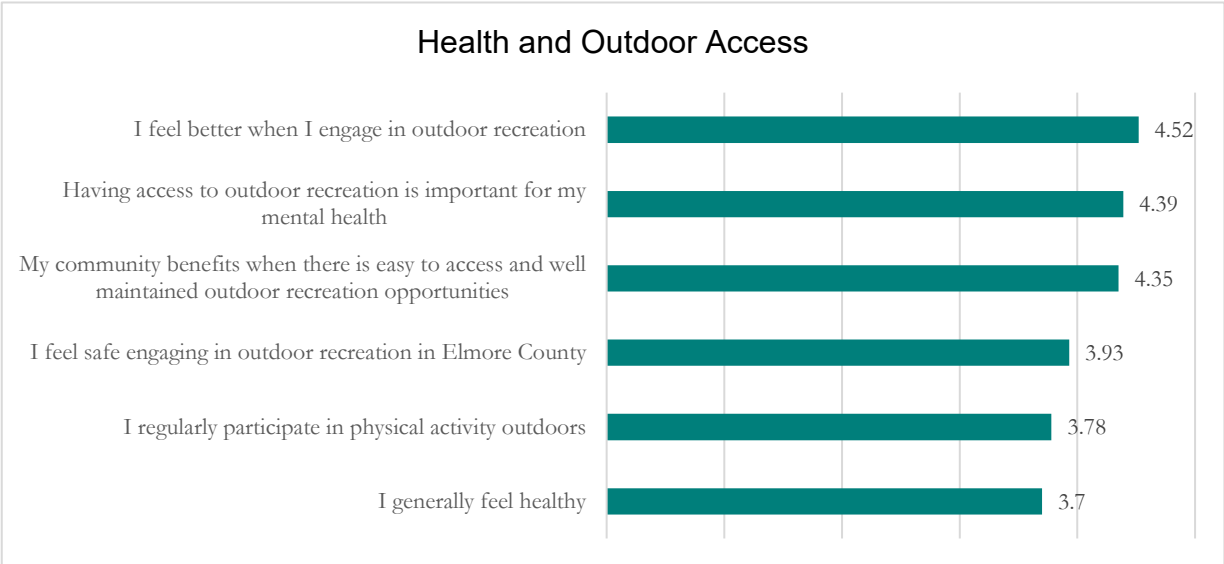 Health and Outdoor Access
I feel better when I engage in outdoor recreation
4.52
Having access to outdoor recreation is important for my
mental health
4.39
My community benefits when there is easy to access and well
maintained outdoor recreation opportunities
4.35
I feel safe engaging in outdoor recreation in Elmore County
3.93
I regularly participate in physical activity outdoors
3.78
I generally feel healthy
3.7